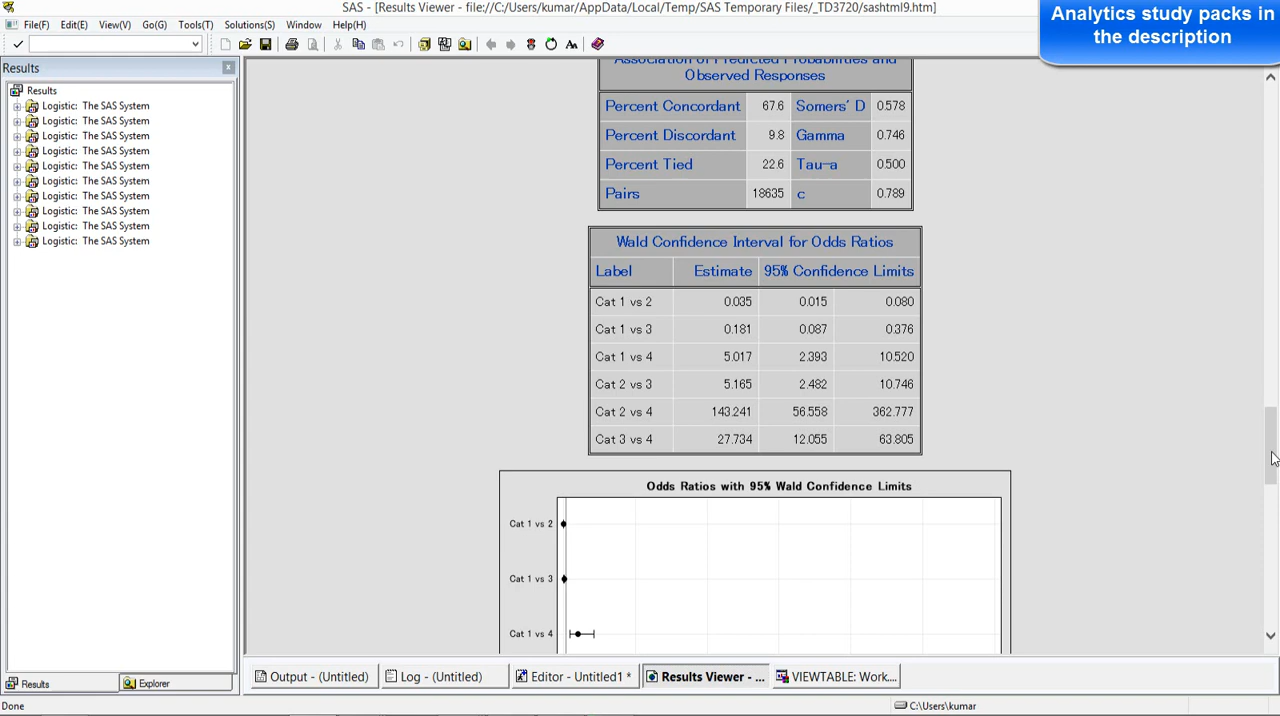 SAS - [Results Viewer - file://C:/Users/kumar/AppData/Local/Temp/SAS Temporary Files/_TD3720/sashtml9.htm]
Analytics study packs in
the description
File(F) Edit(E) View(V) Go(G) Tools(T) Solutions(S) Window Help(H)
Results
Results
Logistic: The SAS System
Logistic: The SAS System
Logistic: The SAS System
Logistic: The SAS System
Logistic: The SAS System
Logistic: The SAS System
Logistic: The SAS System
Logistic: The SAS System
Logistic: The SAS System
Logistic: The SAS System
Association of Predicted Probabilities and
Observed Responses
Percent Concordant 67.6 Somers' D 0.578
Percent Discordant 9.8 Gamma 0.746
Percent Tied 22.6 Tau-a 0.500
Pairs 18635 c 0.789
Wald Confidence Interval for Odds Ratios
Label Estimate 95% Confidence Limits
Cat 1 vs 2 0.035 0.015 0.080
Cat 1 vs 3 0.181 0.087 0.376
Cat 1 vs 4 5.017 2.393 10.520
Cat 2 vs 3 5.165 2.482 10.746
Cat 2 vs 4 143.241 56.558 362.777
Cat 3 vs 4 27.734 12.055 63.805
Odds Ratios with 95% Wald Confidence Limits
Cat 1 vs 2
Cat 1 vs 3
Cat 1 vs 4
Results Explorer
Output - (Untitled) Log - (Untitled) Editor - Untitled1 * Results Viewer - ... VIEWTABLE: Work....
Done C:\Users\kumar